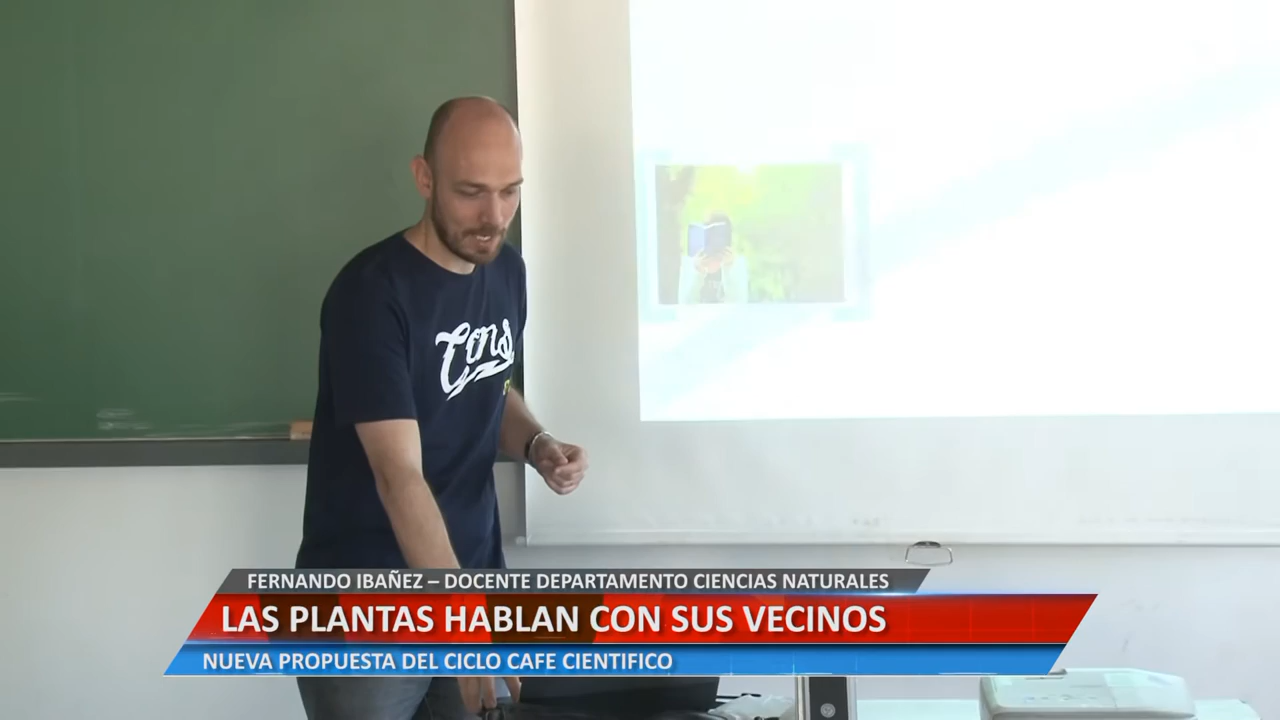 Cons
FERNANDO IBAÑEZ – DOCENTE DEPARTAMENTO CIENCIAS NATURALES
LAS PLANTAS HABLAN CON SUS VECINOS
NUEVA PROPUESTA DEL CICLO CAFE CIENTIFICO